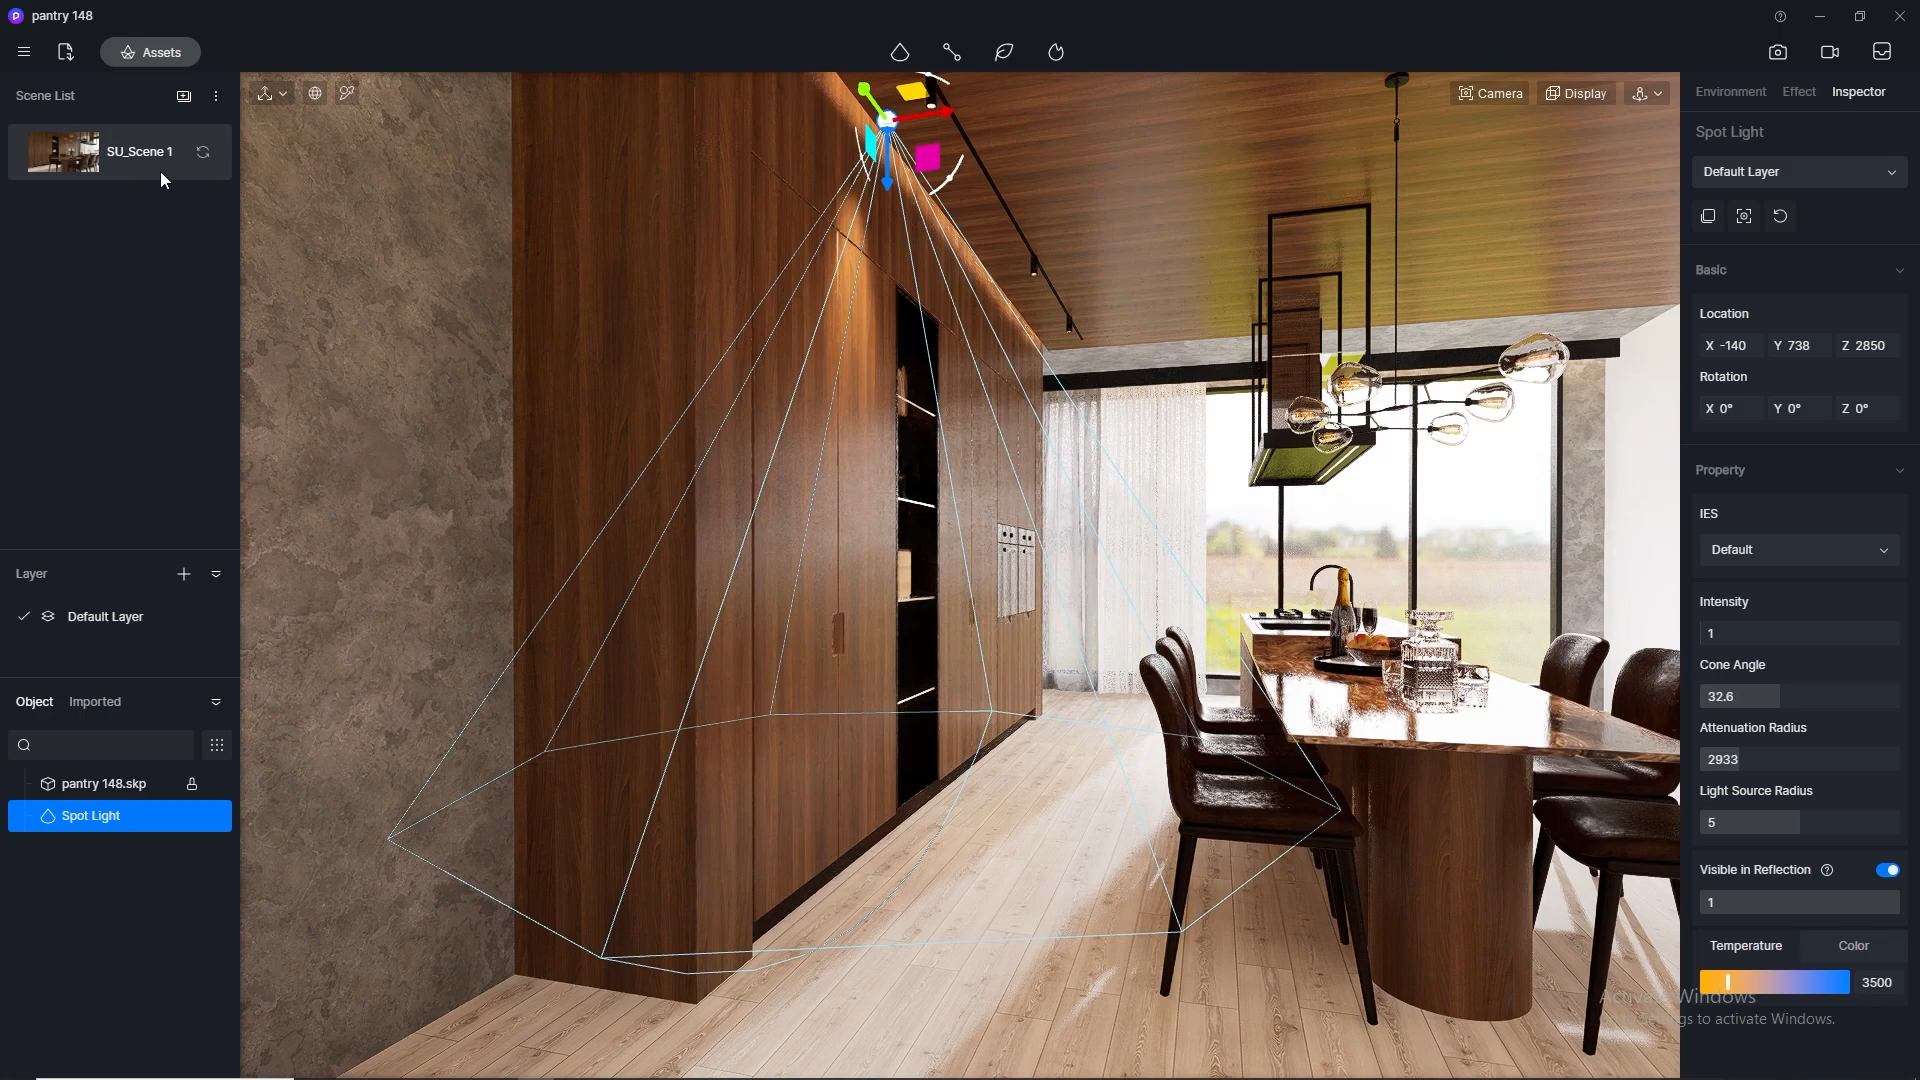 pantry 148
Assets
Scene List
SU_Scene 1
Layer
Default Layer
Object Imported
pantry 148.skp
Spot Light
Camera Display
Environment Effect Inspector
Spot Light
Default Layer
Basic
Location
X -140 Y 738 Z 2850
Rotation
X 0° Y 0° Z 0°
Property
IES
Default
Intensity
1
Cone Angle
32.6
Attenuation Radius
2933
Light Source Radius
5
Visible in Reflection
1
Temperature Color
3500
Activate Windows
to activate Windows.